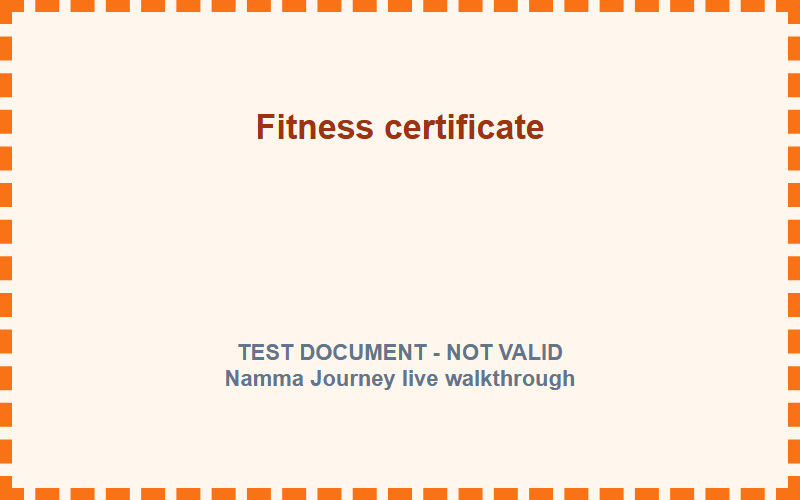 Fitness certificate
TEST DOCUMENT - NOT VALID
Namma Journey live walkthrough